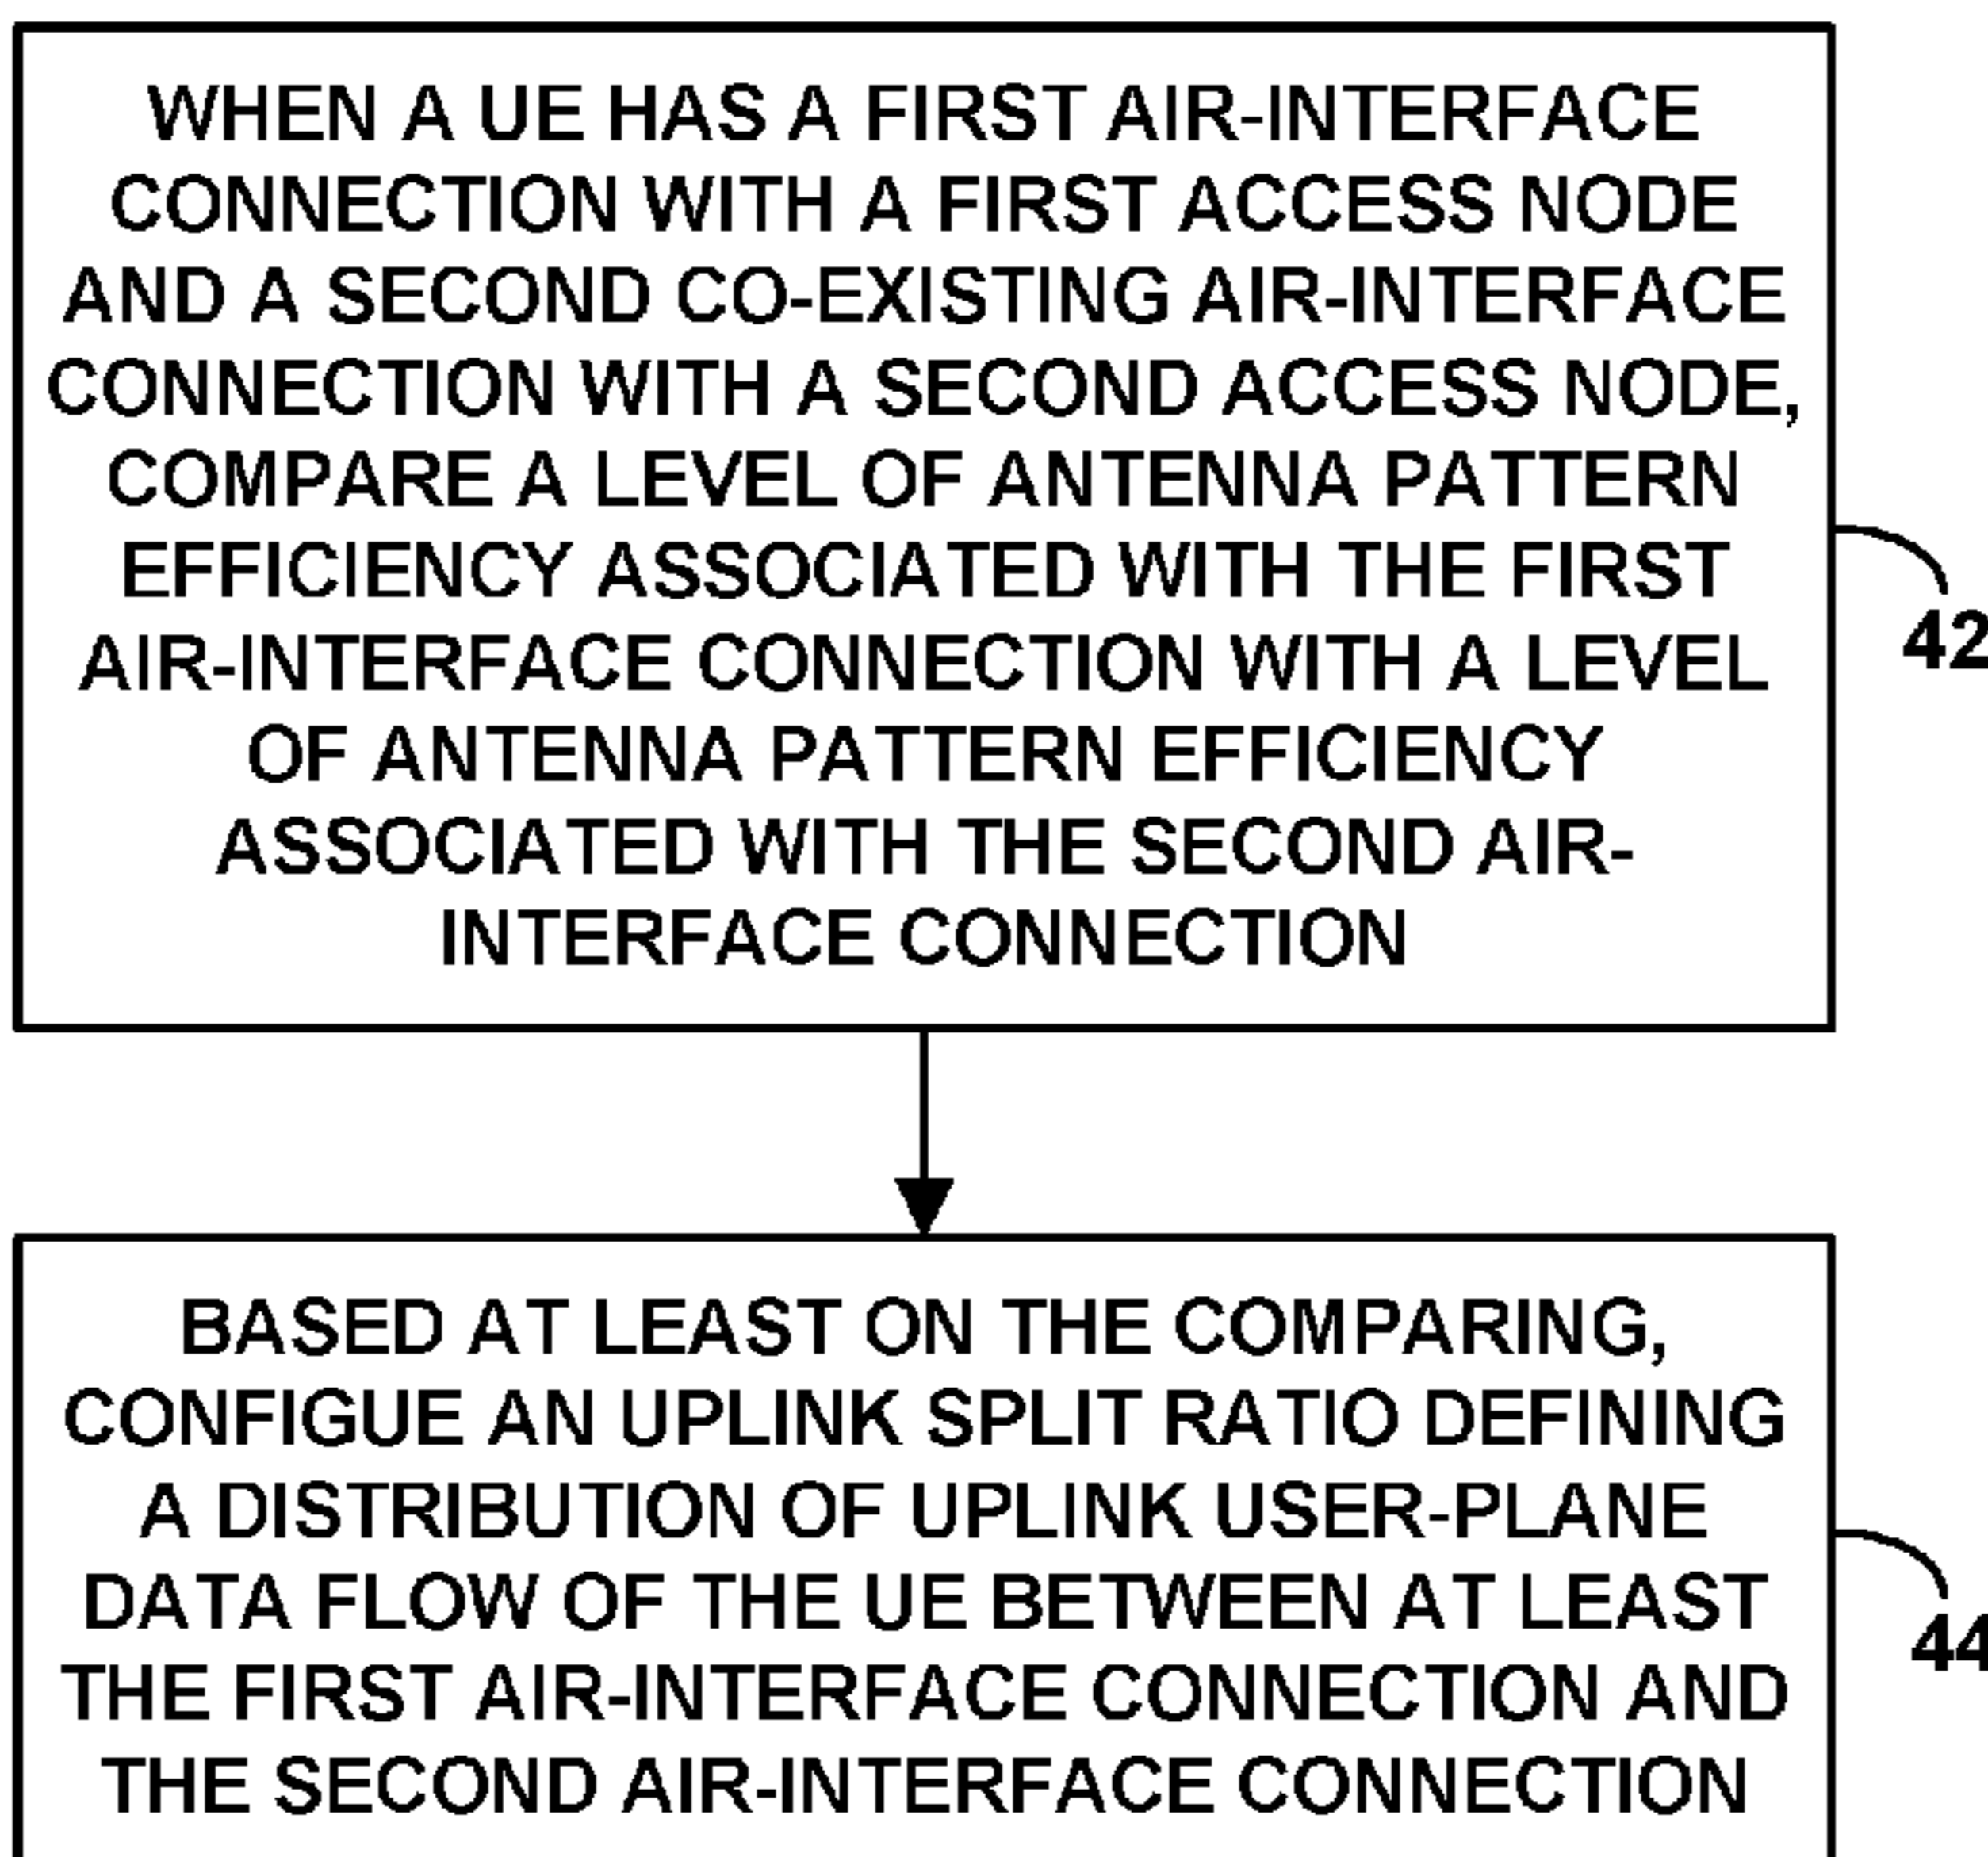 WHEN A UE HAS A FIRST AIR-INTERFACE
CONNECTION WITH A FIRST ACCESS NODE
AND A SECOND CO-EXISTING AIR-INTERFACE
CONNECTION WITH A SECOND ACCESS NODE,
COMPARE A LEVEL OF ANTENNA PATTERN
EFFICIENCY ASSOCIATED WITH THE FIRST
AIR-INTERFACE CONNECTION WITH A LEVEL
OF ANTENNA PATTERN EFFICIENCY
ASSOCIATED WITH THE SECOND AIR-
INTERFACE CONNECTION
42
BASED AT LEAST ON THE COMPARING,
CONFIGUE AN UPLINK SPLIT RATIO DEFINING
A DISTRIBUTION OF UPLINK USER-PLANE
DATA FLOW OF THE UE BETWEEN AT LEAST
THE FIRST AIR-INTERFACE CONNECTION AND
THE SECOND AIR-INTERFACE CONNECTION
44